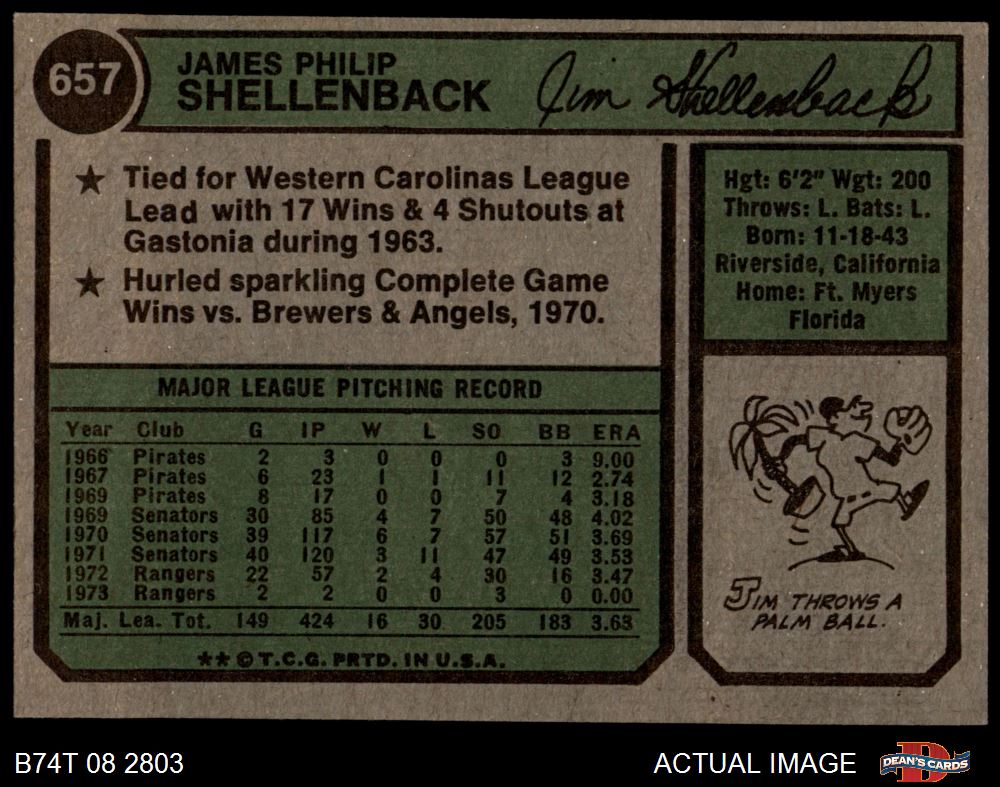 657
JAMES PHILIP
SHELLENBACK
Jim Shellenback
★ Tied for Western Carolinas League
Lead with 17 Wins & 4 Shutouts at
Gastonia during 1963.
★ Hurled sparkling Complete Game
Wins vs. Brewers & Angels, 1970.
Hgt: 6'2" Wgt: 200
Throws: L. Bats: L.
Born: 11-18-43
Riverside, California
Home: Ft. Myers
Florida
MAJOR LEAGUE PITCHING RECORD
Year Club G IP W L SO BB ERA
1966 Pirates 2 3 0 0 0 3 9.00
1967 Pirates 6 23 1 1 11 12 2.74
1969 Pirates 8 17 0 0 7 4 3.18
1969 Senators 30 85 4 7 50 48 4.02
1970 Senators 39 117 6 7 57 51 3.69
1971 Senators 40 120 3 11 47 49 3.53
1972 Rangers 22 57 2 4 30 16 3.47
1973 Rangers 2 2 0 0 3 0 0.00
Maj. Lea. Tot. 149 424 16 30 205 183 3.63
★★ © T.C.G. PRTD. IN U.S.A.
JIM THROWS A
PALM BALL.
B74T 08 2803
ACTUAL IMAGE
DEAN'S CARDS